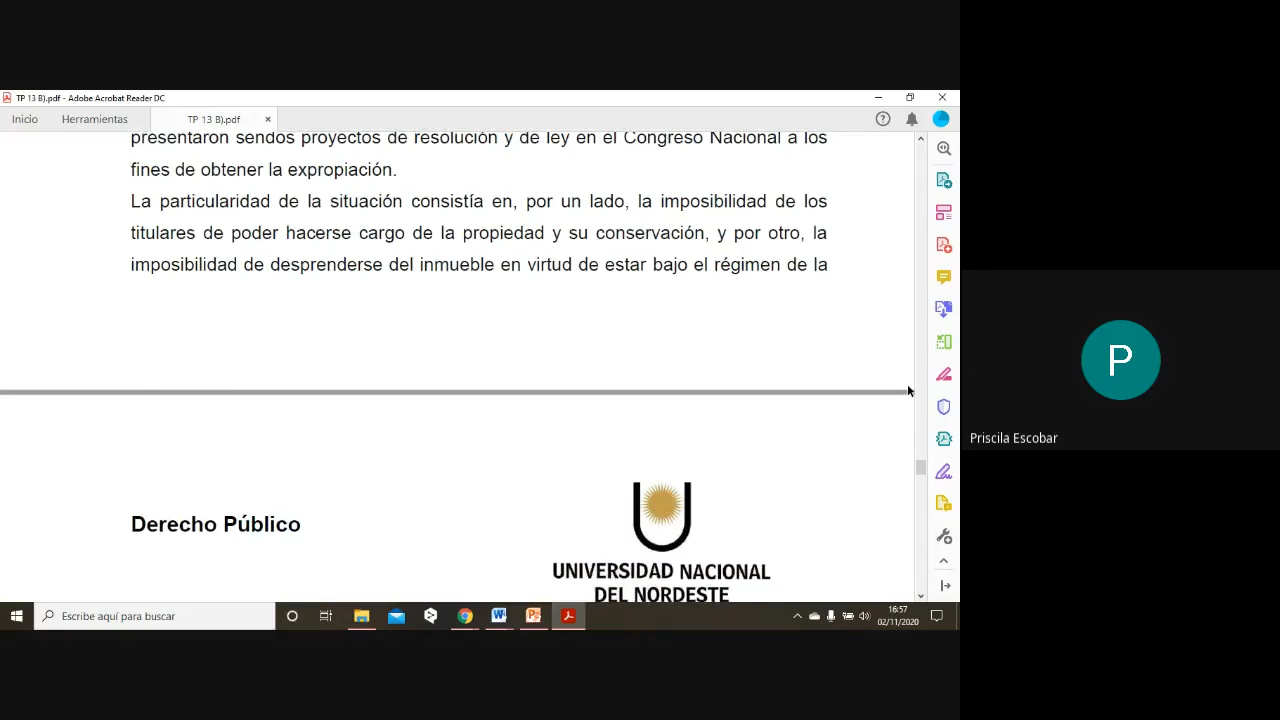 TP 13 B).pdf - Adobe Acrobat Reader DC
Inicio Herramientas TP 13 B).pdf
presentaron sendos proyectos de resolución y de ley en el Congreso Nacional a los
fines de obtener la expropiación.
La particularidad de la situación consistía en, por un lado, la imposibilidad de los
titulares de poder hacerse cargo de la propiedad y su conservación, y por otro, la
imposibilidad de desprenderse del inmueble en virtud de estar bajo el régimen de la
P
Priscila Escobar
Derecho Público
UNIVERSIDAD NACIONAL
DEL NORDESTE
Escribe aquí para buscar
16:57
02/11/2020